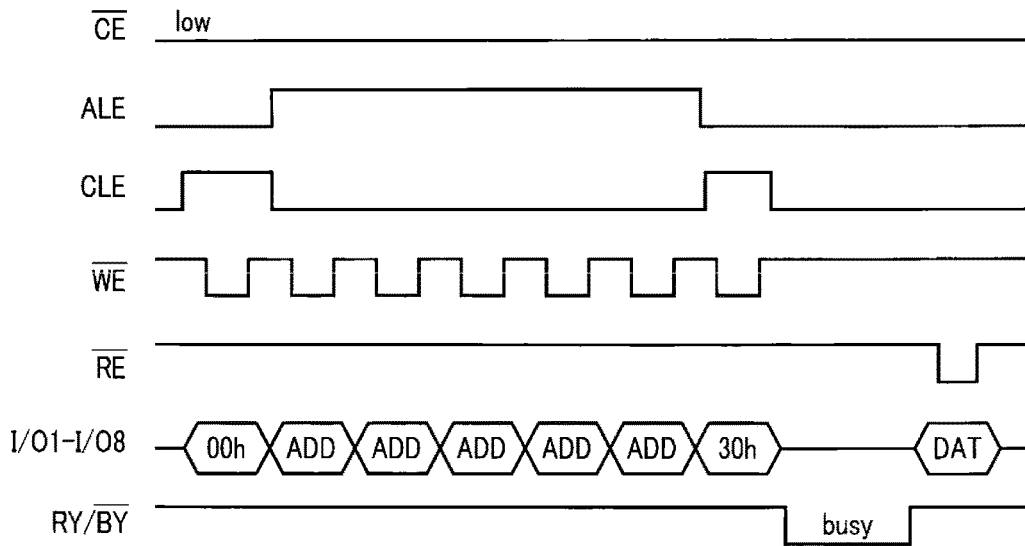 CE low
ALE
CLE
WE
RE
I/O1-I/O8 00h ADD ADD ADD ADD ADD 30h DAT
RY/BY busy